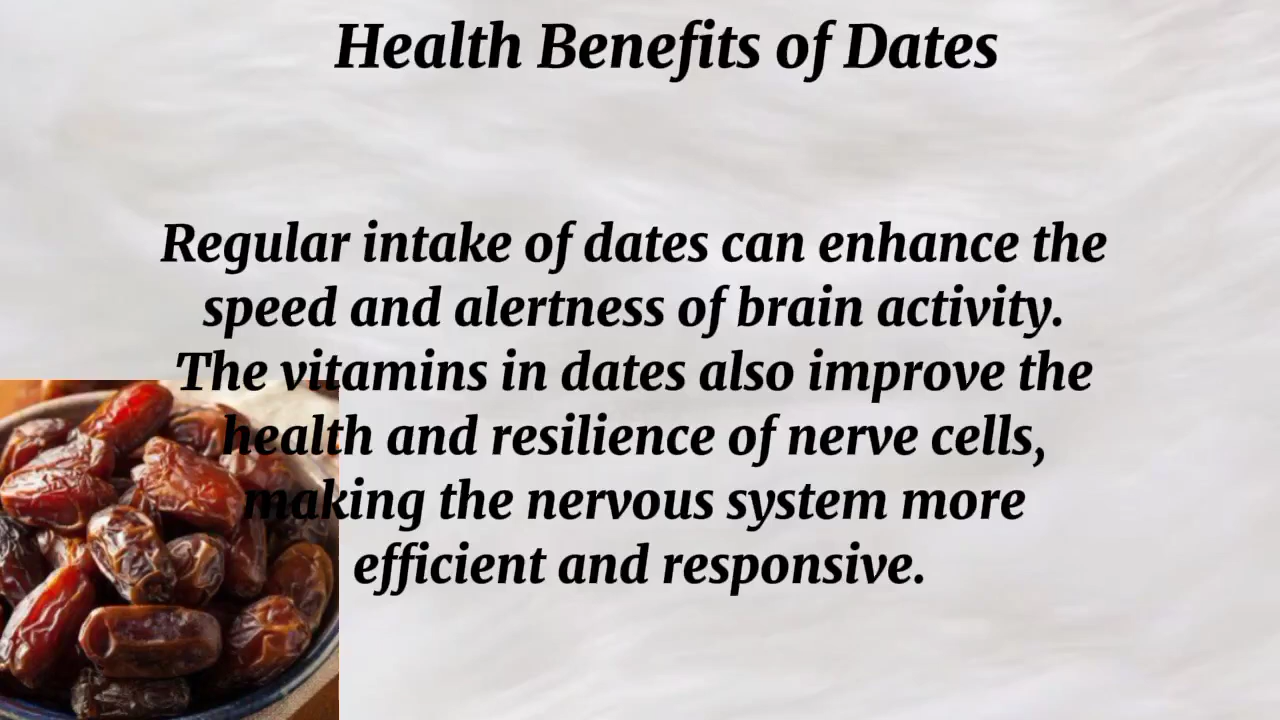 Health Benefits of Dates
Regular intake of dates can enhance the
speed and alertness of brain activity.
The vitamins in dates also improve the
health and resilience of nerve cells,
making the nervous system more
efficient and responsive.